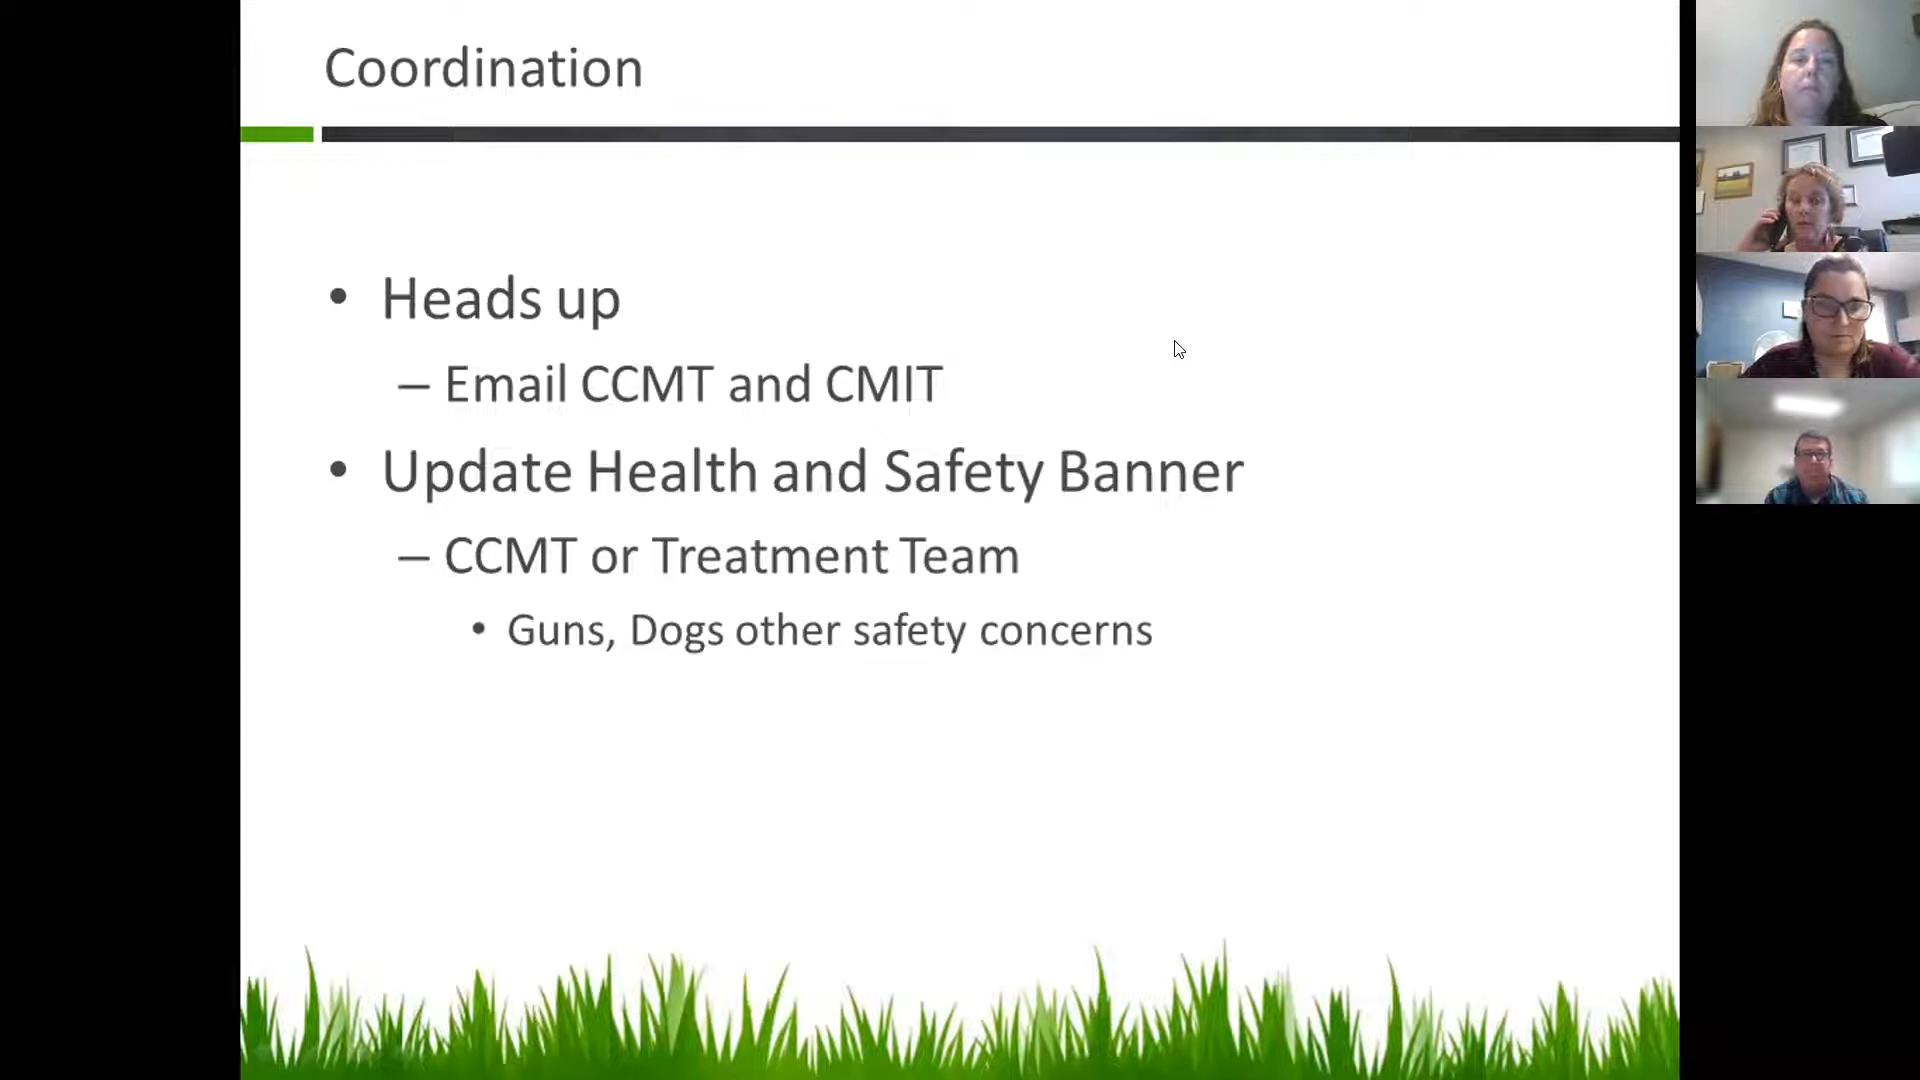 Coordination
• Heads up
– Email CCMT and CMIT
• Update Health and Safety Banner
– CCMT or Treatment Team
• Guns, Dogs other safety concerns